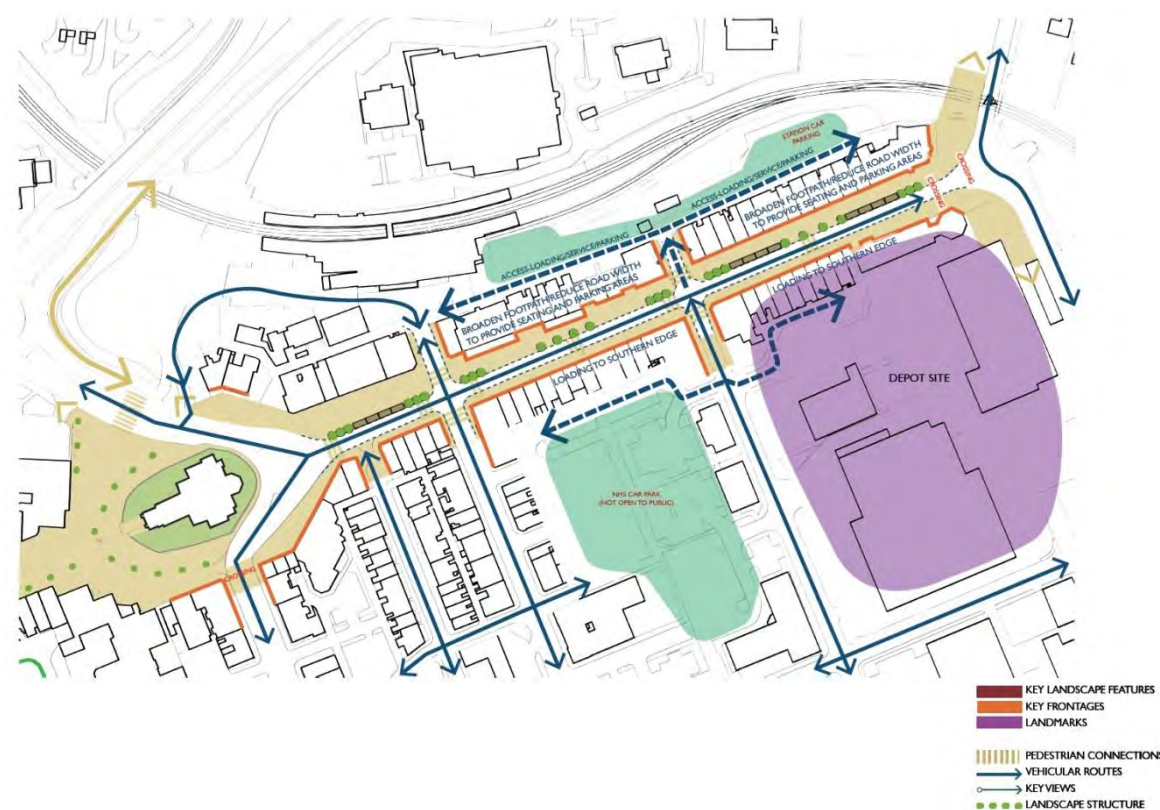 STATION CAR
PARKING
ACCESS-LOADING/SERVICE/PARKING
BROADEN FOOTPATH/REDUCE ROAD WIDTH
TO PROVIDE SEATING AND PARKING AREAS
CROSSING
CROSSING
ACCESS-LOADING/SERVICE/PARKING
BROADEN FOOTPATH/REDUCE ROAD WIDTH
TO PROVIDE SEATING AND PARKING AREAS
LOADING TO SOUTHERN EDGE
LOADING TO SOUTHERN EDGE
DEPOT SITE
NHS CAR PARK
(NOT OPEN TO PUBLIC)
CROSSING
KEY LANDSCAPE FEATURES
KEY FRONTAGES
LANDMARKS
PEDESTRIAN CONNECTIONS
VEHICULAR ROUTES
KEY VIEWS
LANDSCAPE STRUCTURE